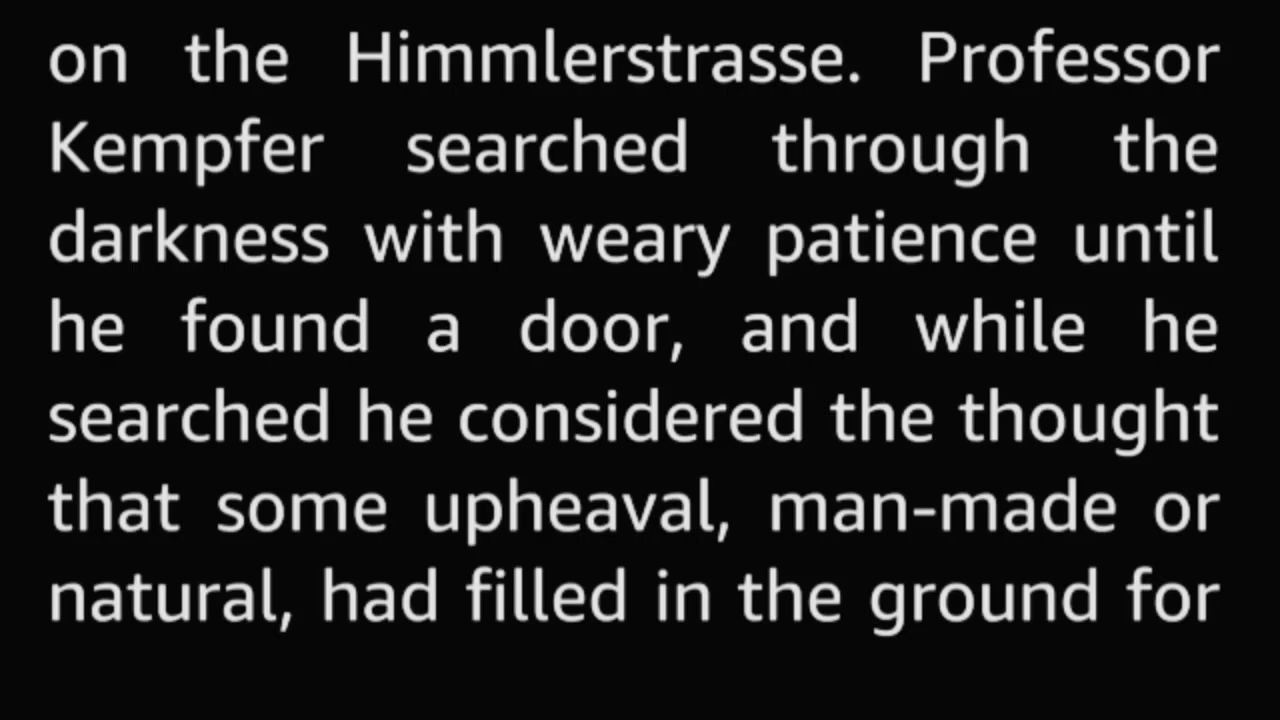 on the Himmlerstrasse. Professor
Kempfer searched through the
darkness with weary patience until
he found a door, and while he
searched he considered the thought
that some upheaval, man-made or
natural, had filled in the ground for